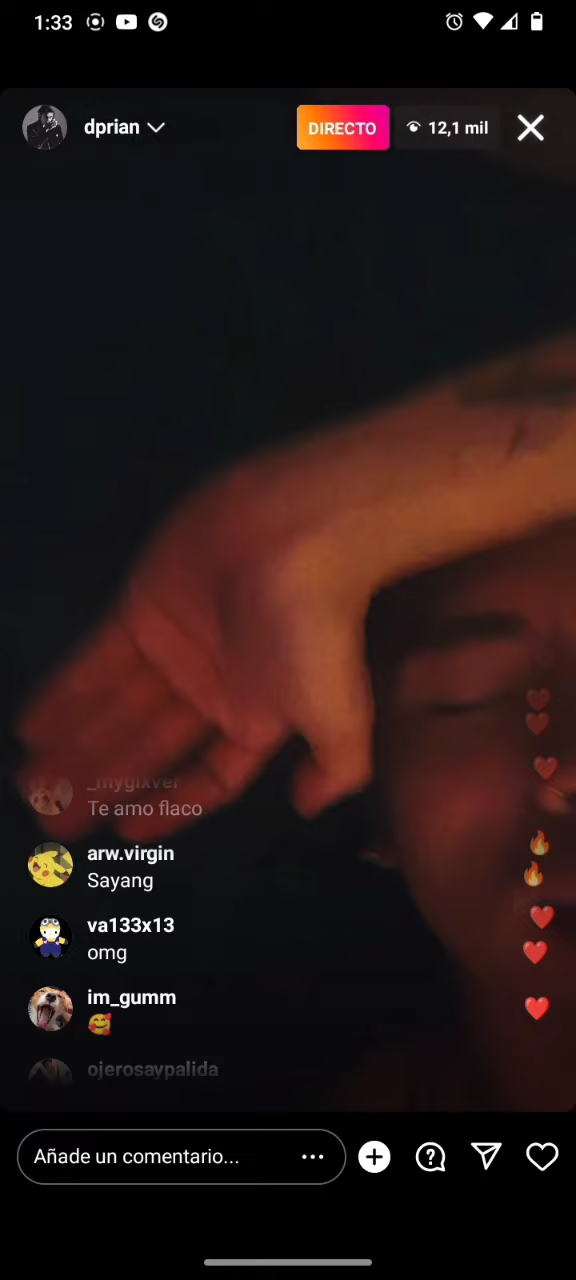 1:33
dprian
DIRECTO
12,1 mil
_mygixver
Te amo flaco
arw.virgin
Sayang
va133x13
omg
im_gumm
🥰
ojerosaypalida
Añade un comentario...